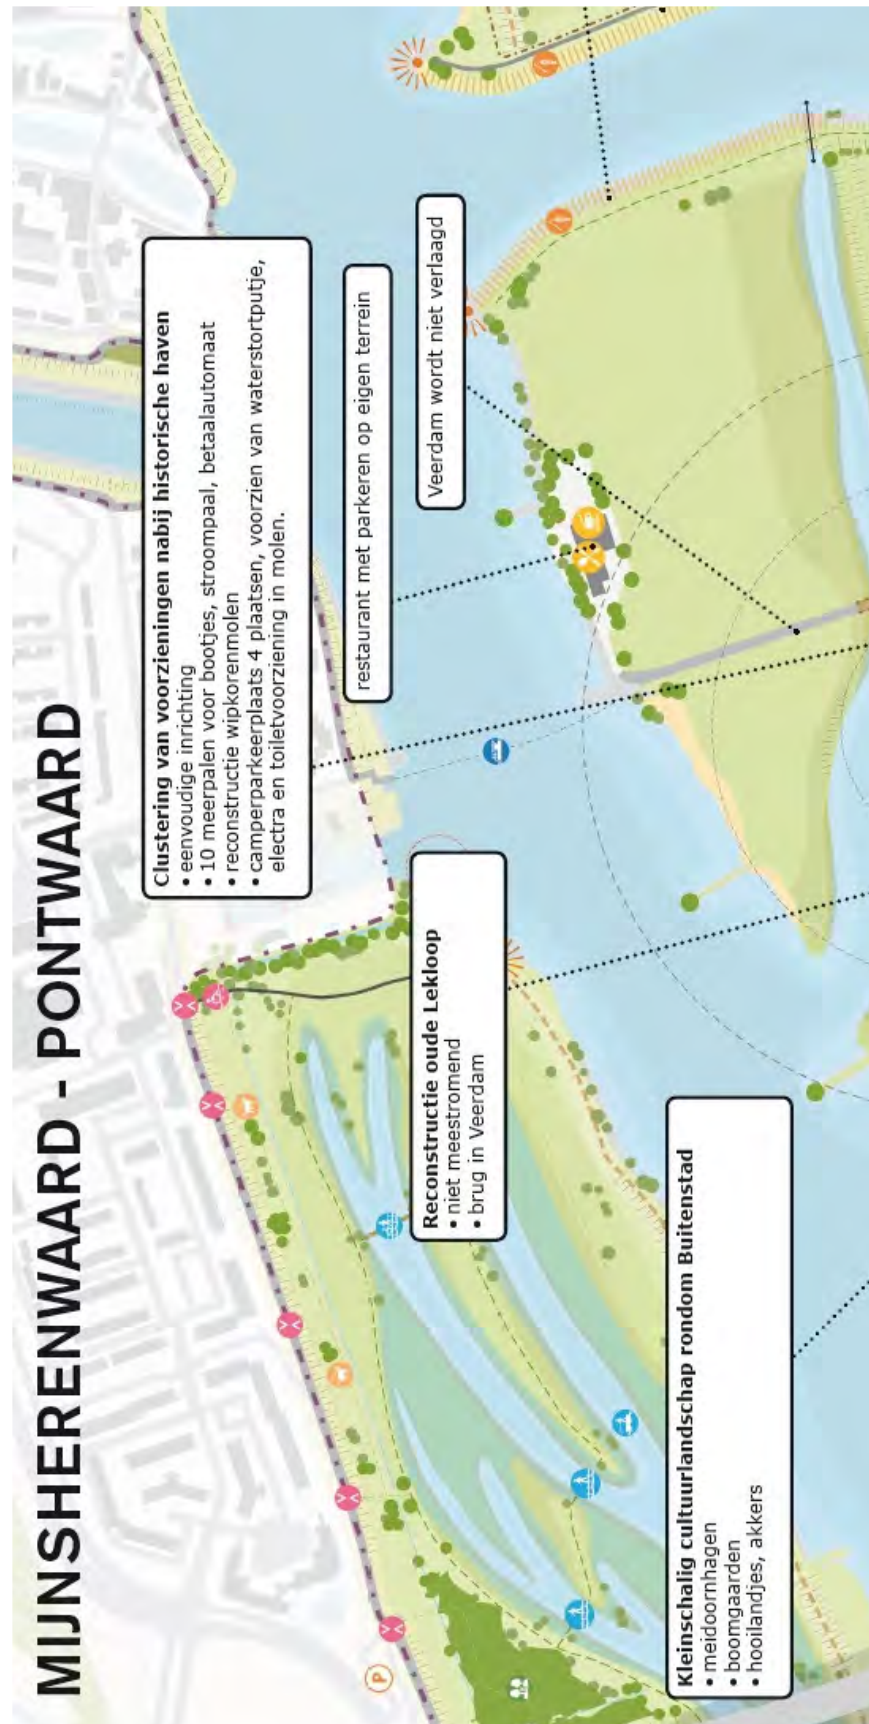 MIJNSHERENWAARD - PONTWAARD
Clustering van voorzieningen nabij historische haven
• eenvoudige inrichting
• 10 meerpalen voor bootjes, stroompaal, betaalautomaat
• reconstructie wipkorenmolen
• camperparkeerplaats 4 plaatsen, voorzien van waterstortputje,
electra en toiletvoorziening in molen.
restaurant met parkeren op eigen terrein
Veerdam wordt niet verlaagd
Reconstructie oude Lekloop
• niet meestromend
• brug in Veerdam
Kleinschalig cultuurlandschap rondom Buitenstad
• meidoornhagen
• boomgaarden
• hooilandjes, akkers
P